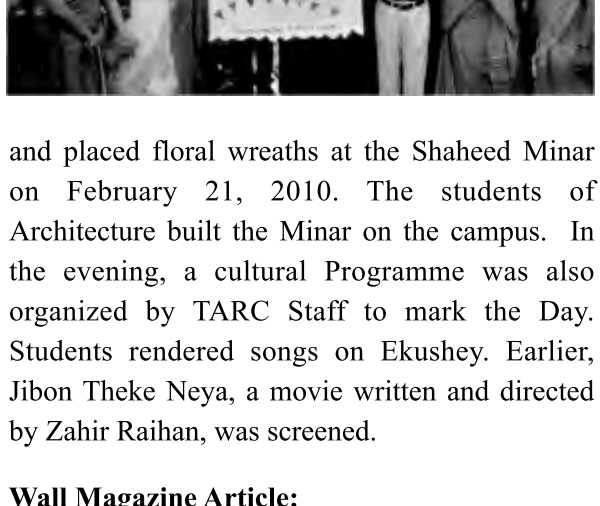 and placed floral wreaths at the Shaheed Minar
on February 21, 2010. The students of
Architecture built the Minar on the campus. In
the evening, a cultural Programme was also
organized by TARC Staff to mark the Day.
Students rendered songs on Ekushey. Earlier,
Jibon Theke Neya, a movie written and directed
by Zahir Raihan, was screened.
Wall Magazine Article: